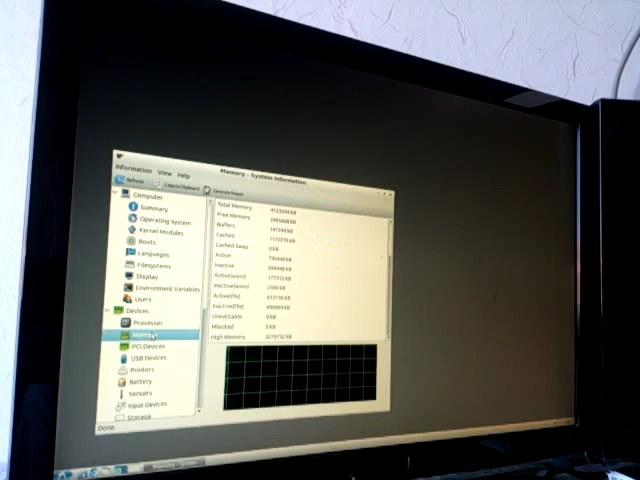 Memory - System Information
Information View Help
Refresh Copy to Clipboard Generate Report
Computer
Summary
Operating System
Kernel Modules
Boots
Languages
Filesystems
Display
Environment Variables
Users
Devices
Processor
Memory
PCI Devices
USB Devices
Printers
Battery
Sensors
Input Devices
Storage
Total Memory
Free Memory
Buffers
Cached
Cached Swap 0 kB
Active
Inactive
Active(anon)
Inactive(anon)
Active(file)
Inactive(file)
Unevictable 0 kB
Mlocked 0 kB
High Memory
Done.
Memory - System